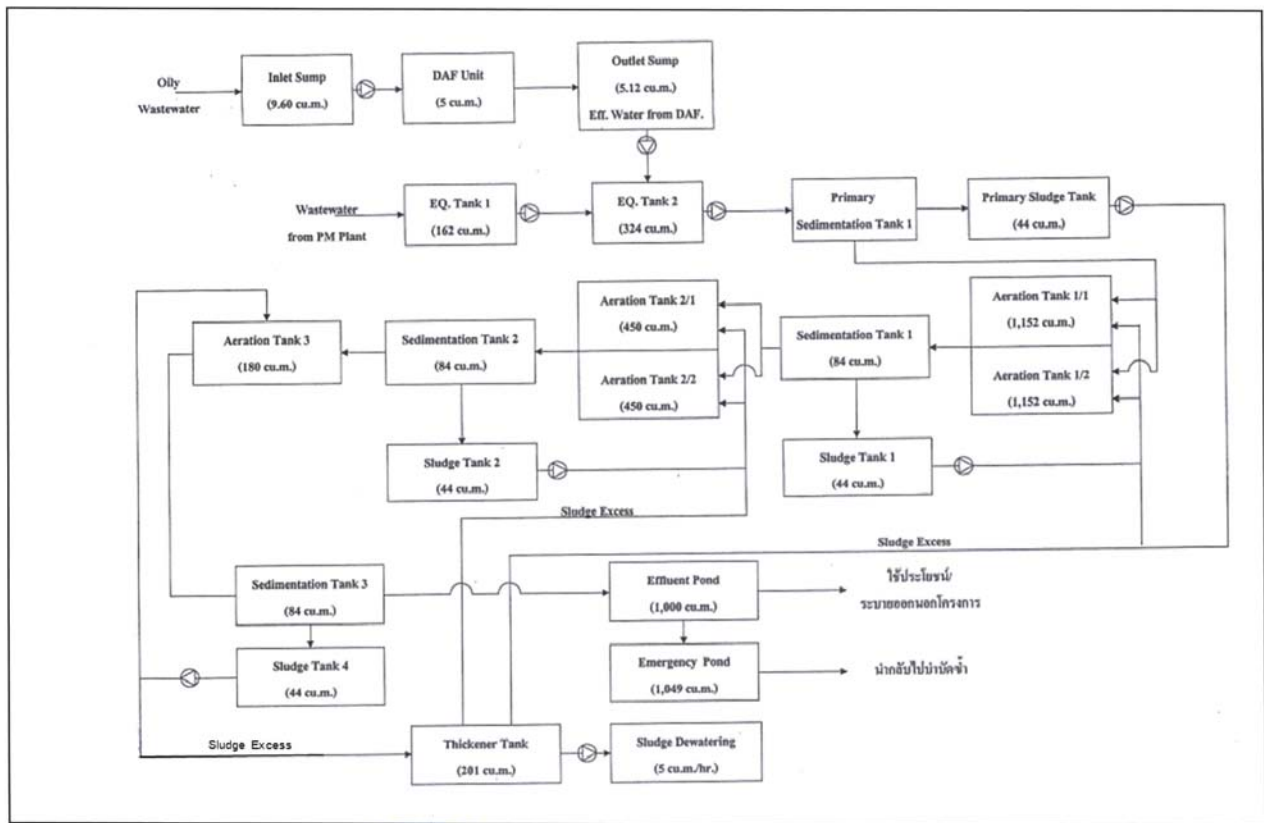 Oily
Wastewater
Inlet Sump
(9.60 cu.m.)
DAF Unit
(5 cu.m.)
Outlet Sump
(5.12 cu.m.)
Eff. Water from DAF.
Wastewater
from PM Plant
EQ. Tank 1
(162 cu.m.)
EQ. Tank 2
(324 cu.m.)
Primary
Sedimentation Tank 1
Primary Sludge Tank
(44 cu.m.)
Aeration Tank 3
(180 cu.m.)
Sedimentation Tank 2
(84 cu.m.)
Aeration Tank 2/1
(450 cu.m.)
Aeration Tank 2/2
(450 cu.m.)
Sedimentation Tank 1
(84 cu.m.)
Aeration Tank 1/1
(1,152 cu.m.)
Aeration Tank 1/2
(1,152 cu.m.)
Sludge Tank 2
(44 cu.m.)
Sludge Tank 1
(44 cu.m.)
Sludge Excess
Sludge Excess
Sedimentation Tank 3
(84 cu.m.)
Effluent Pond
(1,000 cu.m.)
ใช้ประโยชน์/
ระบายออกนอกโครงการ
Sludge Tank 4
(44 cu.m.)
Emergency Pond
(1,049 cu.m.)
นำกลับไปบำบัดซ้ำ
Sludge Excess
Thickener Tank
(201 cu.m.)
Sludge Dewatering
(5 cu.m./hr.)